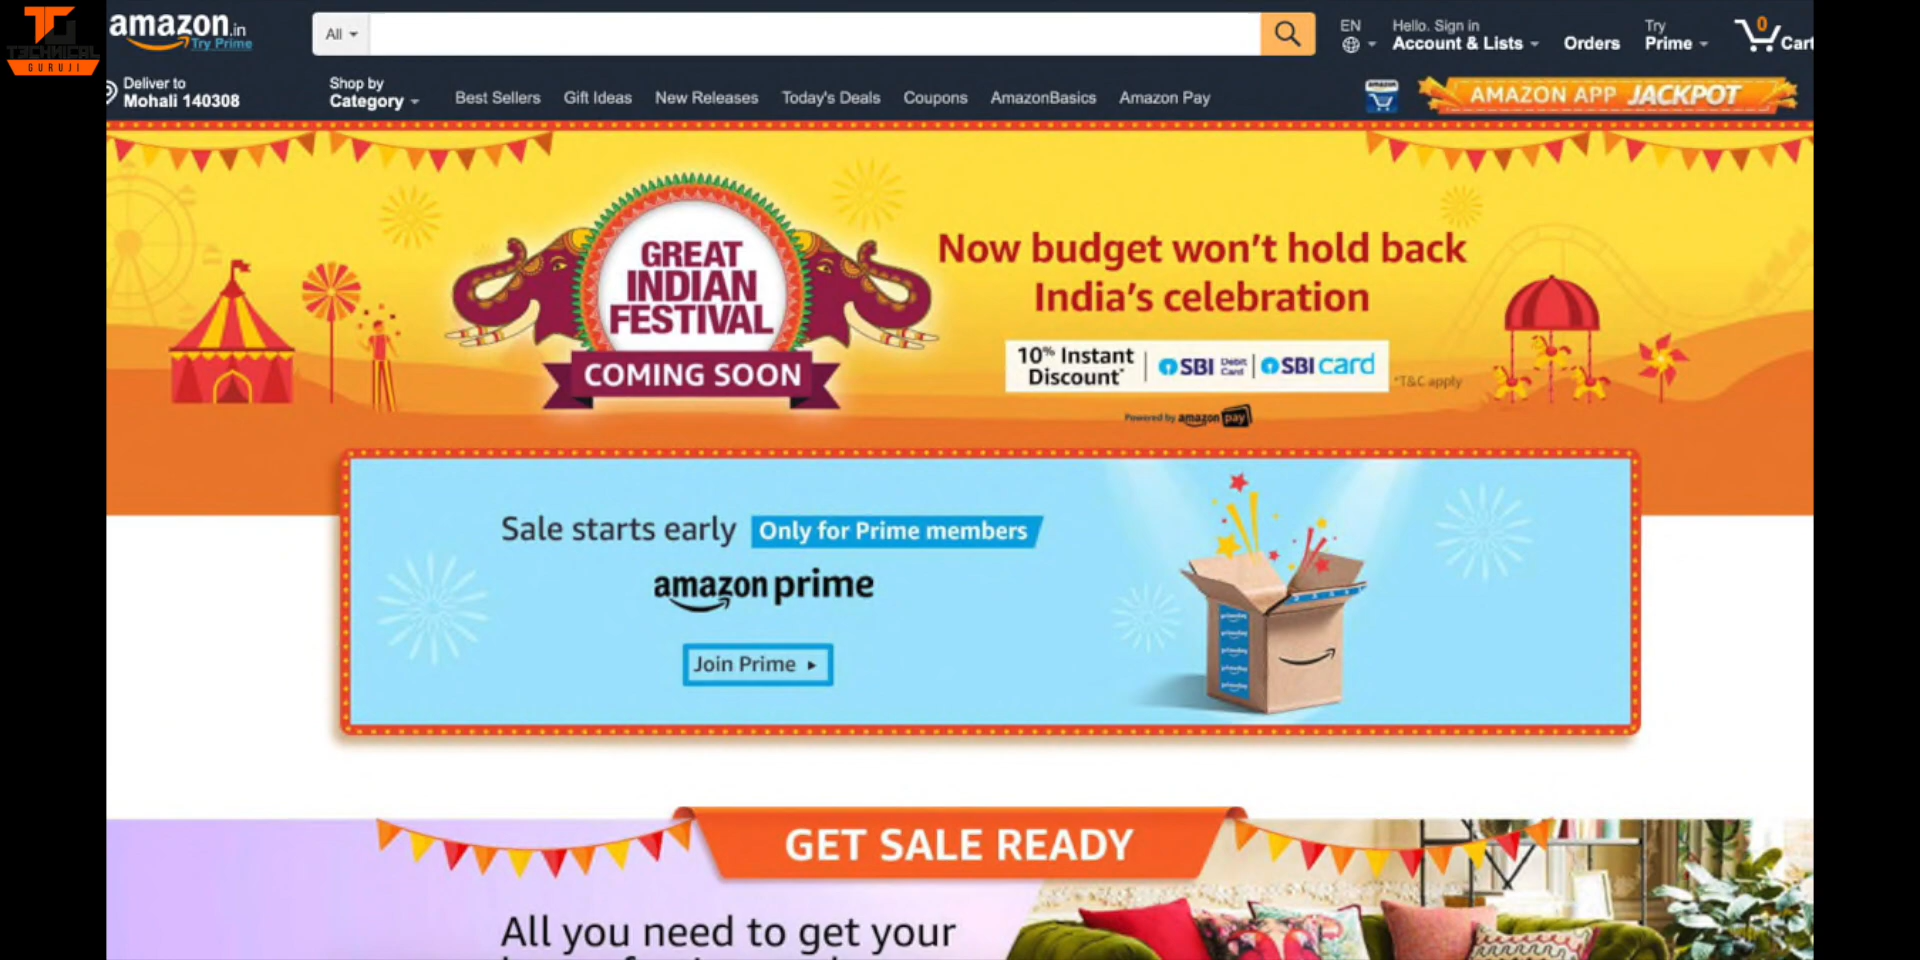 TECHNICAL
GURUJI
amazon.in
Try Prime
All
EN
Hello. Sign in
Account & Lists
Orders
Try
Prime
0
Cart
Deliver to
Mohali 140308
Shop by
Category
Best Sellers
Gift Ideas
New Releases
Today's Deals
Coupons
AmazonBasics
Amazon Pay
amazon
AMAZON APP JACKPOT
GREAT
INDIAN
FESTIVAL
COMING SOON
Now budget won't hold back
India's celebration
10% Instant
Discount*
SBI Debit Card
SBI card
*T&C apply
Powered by amazon pay
Sale starts early
Only for Prime members
amazon prime
Join Prime
GET SALE READY
All you need to get your